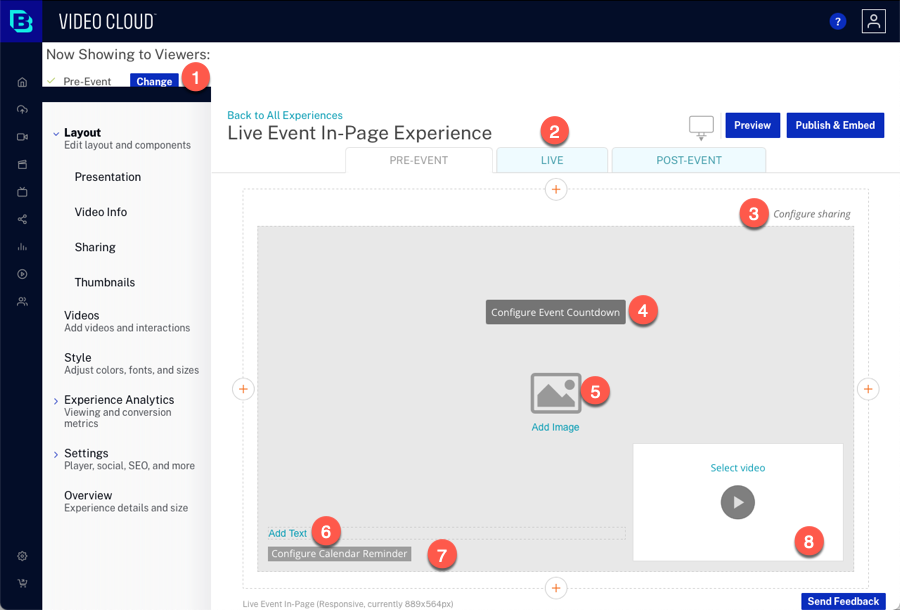 VIDEO CLOUD
?
Now Showing to Viewers:
Pre-Event
Change
1
Layout
Edit layout and components
Presentation
Video Info
Sharing
Thumbnails
Videos
Add videos and interactions
Style
Adjust colors, fonts, and sizes
Experience Analytics
Viewing and conversion
metrics
Settings
Player, social, SEO, and more
Overview
Experience details and size
Back to All Experiences
Live Event In-Page Experience
2
Preview
Publish & Embed
PRE-EVENT
LIVE
POST-EVENT
+
3
Configure sharing
Configure Event Countdown
4
+
5
+
Add Image
Select video
Add Text
6
Configure Calendar Reminder
7
8
+
Live Event In-Page (Responsive, currently 889x564px)
Send Feedback